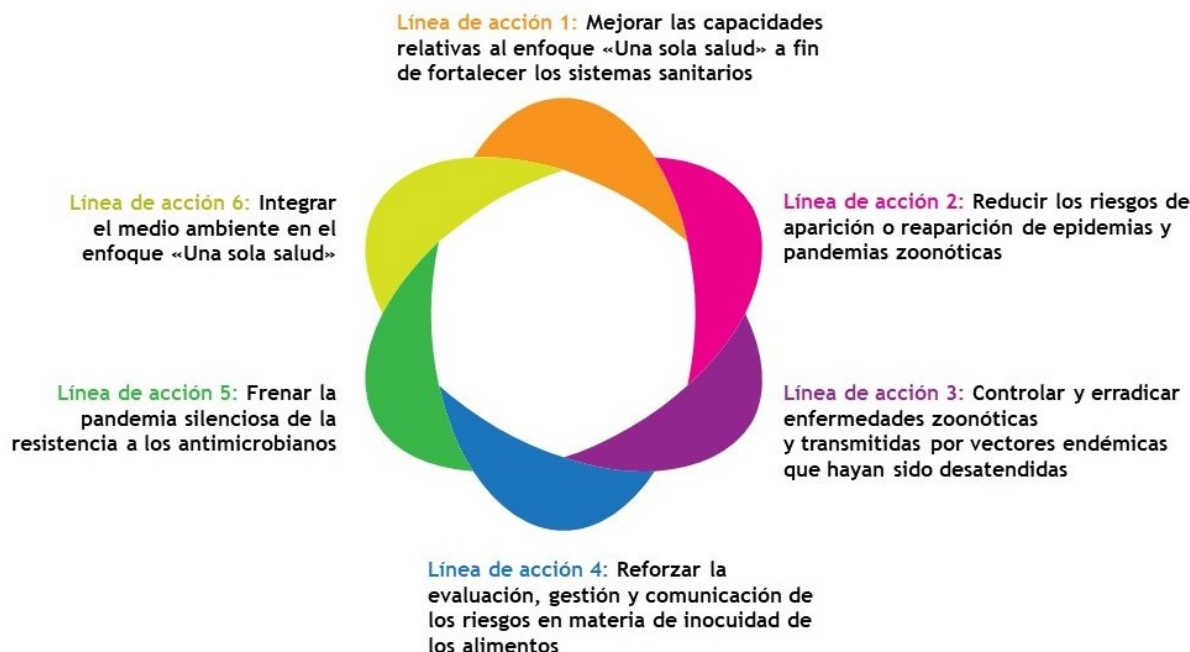 Línea de acción 1: Mejorar las capacidades
relativas al enfoque «Una sola salud» a fin
de fortalecer los sistemas sanitarios
Línea de acción 2: Reducir los riesgos de
aparición o reaparición de epidemias y
pandemias zoonóticas
Línea de acción 3: Controlar y erradicar
enfermedades zoonóticas
y transmitidas por vectores endémicas
que hayan sido desatendidas
Línea de acción 4: Reforzar la
evaluación, gestión y comunicación de
los riesgos en materia de inocuidad de
los alimentos
Línea de acción 5: Frenar la
pandemia silenciosa de la
resistencia a los antimicrobianos
Línea de acción 6: Integrar
el medio ambiente en el
enfoque «Una sola salud»